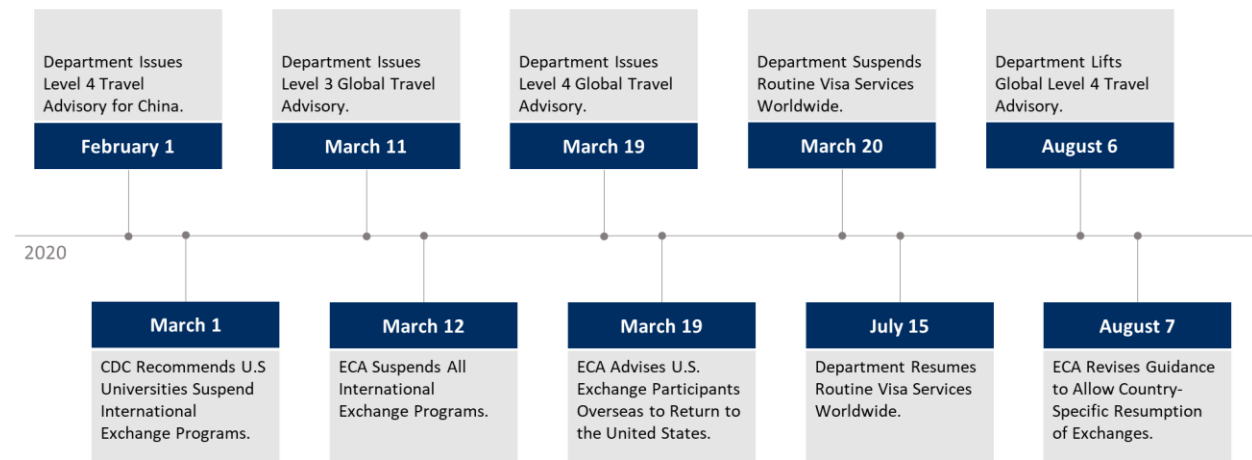 Department Issues
Level 4 Travel
Advisory for China.
February 1
Department Issues
Level 3 Global Travel
Advisory.
March 11
Department Issues
Level 4 Global Travel
Advisory.
March 19
Department Suspends
Routine Visa Services
Worldwide.
March 20
Department Lifts
Global Level 4 Travel
Advisory.
August 6
2020
March 1
CDC Recommends U.S
Universities Suspend
International
Exchange Programs.
March 12
ECA Suspends All
International
Exchange Programs.
March 19
ECA Advises U.S.
Exchange Participants
Overseas to Return to
the United States.
July 15
Department Resumes
Routine Visa Services
Worldwide.
August 7
ECA Revises Guidance
to Allow Country-
Specific Resumption
of Exchanges.